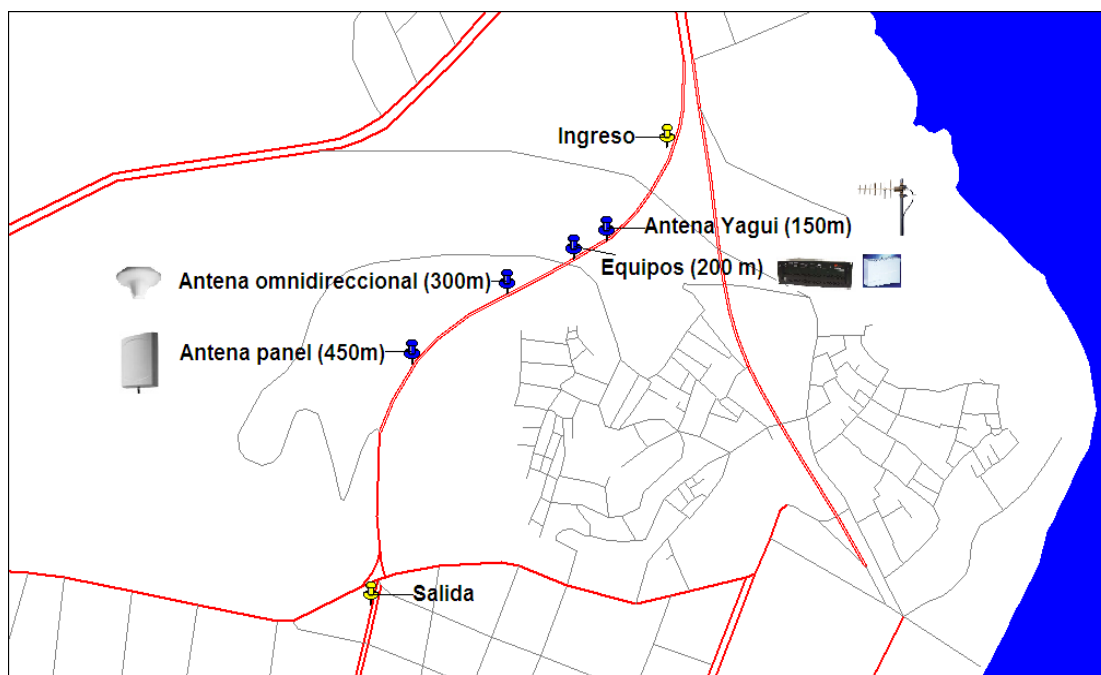 Ingreso
Antena Yagui (150m)
Equipos (200 m)
Antena omnidireccional (300m)
Antena panel (450m)
Salida